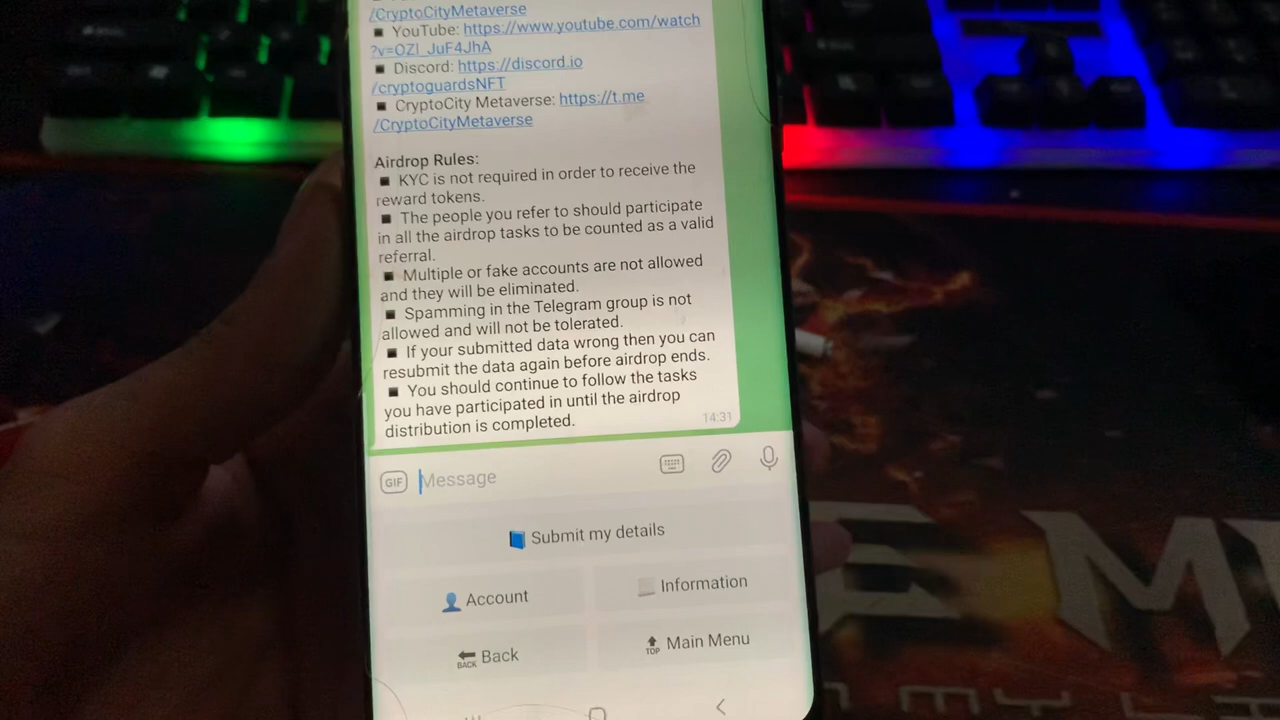 /CryptoCityMetaverse
▪ YouTube: https://www.youtube.com/watch
?v=OZI_JuF4JhA
▪ Discord: https://discord.io
/cryptoguardsNFT
▪ CryptoCity Metaverse: https://t.me
/CryptoCityMetaverse
Airdrop Rules:
▪ KYC is not required in order to receive the
reward tokens.
▪ The people you refer to should participate
in all the airdrop tasks to be counted as a valid
referral.
▪ Multiple or fake accounts are not allowed
and they will be eliminated.
▪ Spamming in the Telegram group is not
allowed and will not be tolerated.
▪ If your submitted data wrong then you can
resubmit the data again before airdrop ends.
▪ You should continue to follow the tasks
you have participated in until the airdrop
distribution is completed.
14:31
GIF Message
Submit my details
Account
Information
BACK Back
TOP Main Menu